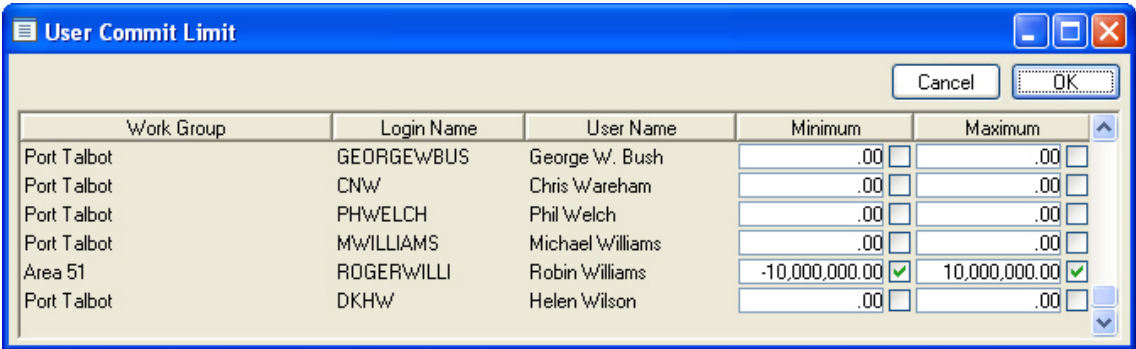 User Commit Limit
Cancel OK
Work Group Login Name User Name Minimum Maximum
Port Talbot GEORGEWBUS George W. Bush .00 .00
Port Talbot CNW Chris Wareham .00 .00
Port Talbot PHWELCH Phil Welch .00 .00
Port Talbot MWILLIAMS Michael Williams .00 .00
Area 51 ROGERWILLI Robin Williams -10,000,000.00 10,000,000.00
Port Talbot DKHW Helen Wilson .00 .00